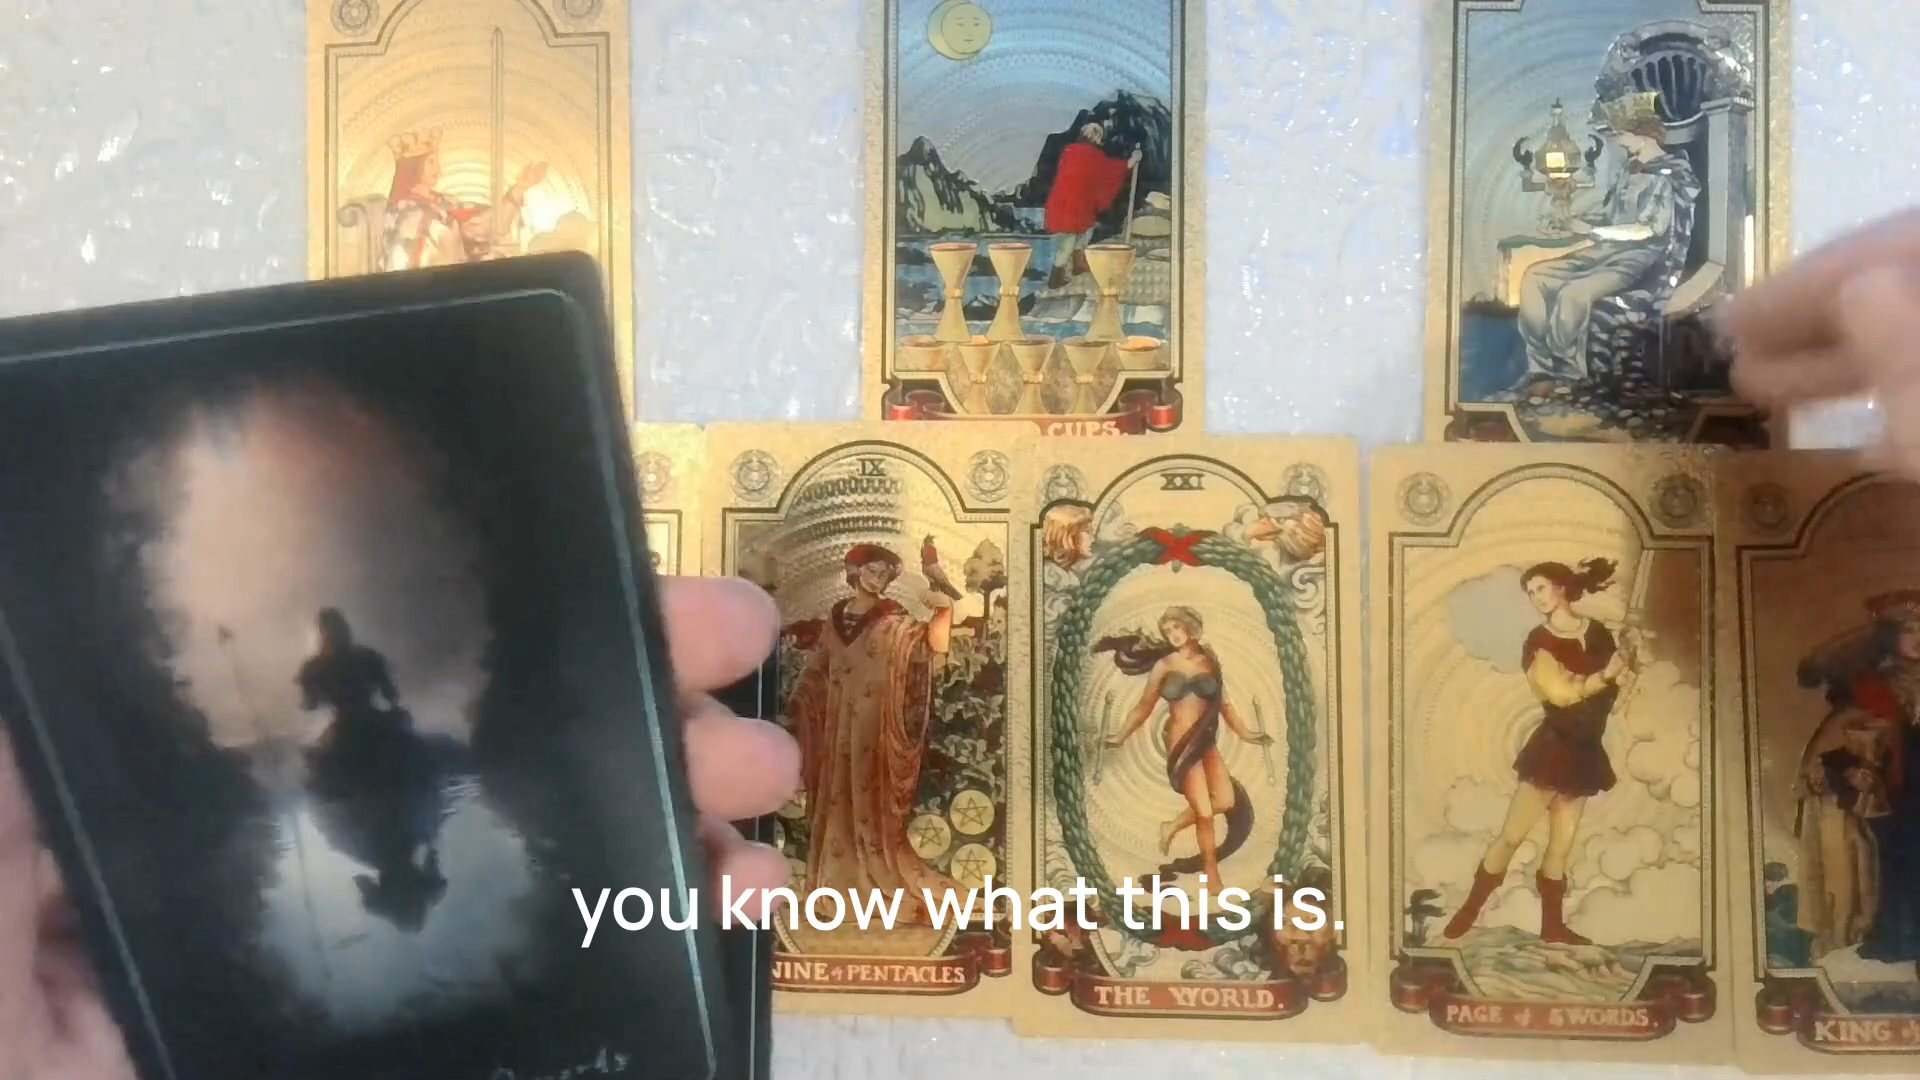 CUPS.
IX
XXI
you know what this is.
NINE of PENTACLES
THE WORLD.
PAGE of SWORDS.
KING